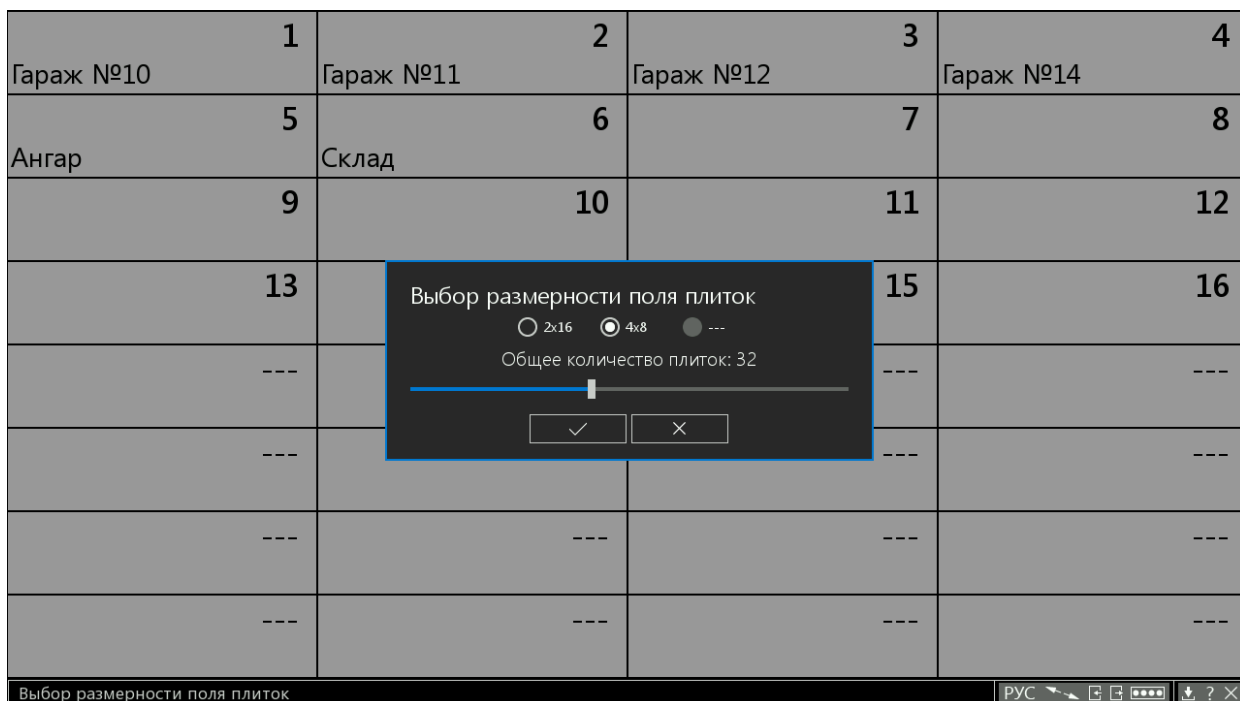 1 2 3 4
Гараж №10 Гараж №11 Гараж №12 Гараж №14
5 6 7 8
Ангар Склад
9 10 11 12
13 15 16
Выбор размерности поля плиток
2x16 4x8 ---
Общее количество плиток: 32
--- --- ---
--- --- ---
--- --- --- ---
--- --- --- ---
Выбор размерности поля плиток РУС ?